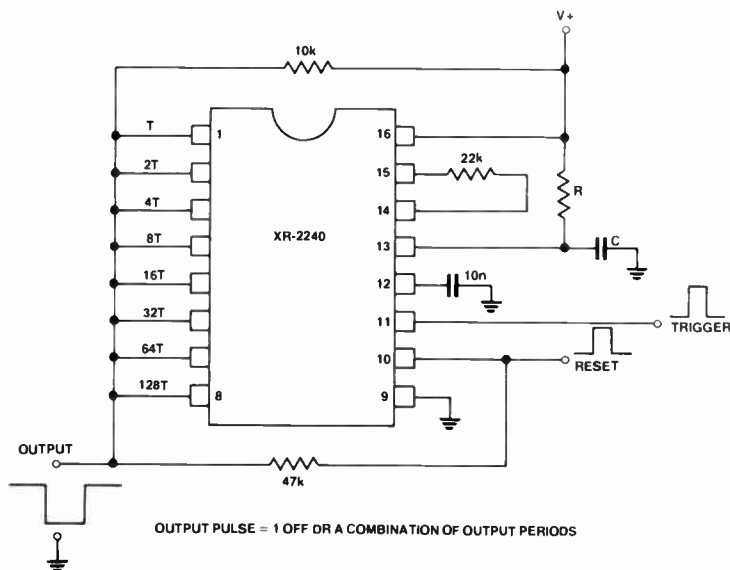 V+
10k
T
1
16
2T
15
22k
4T
14
R
8T
XR-2240
13
C
16T
12
10n
32T
11
TRIGGER
64T
10
RESET
128T
8
9
OUTPUT
47k
OUTPUT PULSE = 1 OFF OR A COMBINATION OF OUTPUT PERIODS